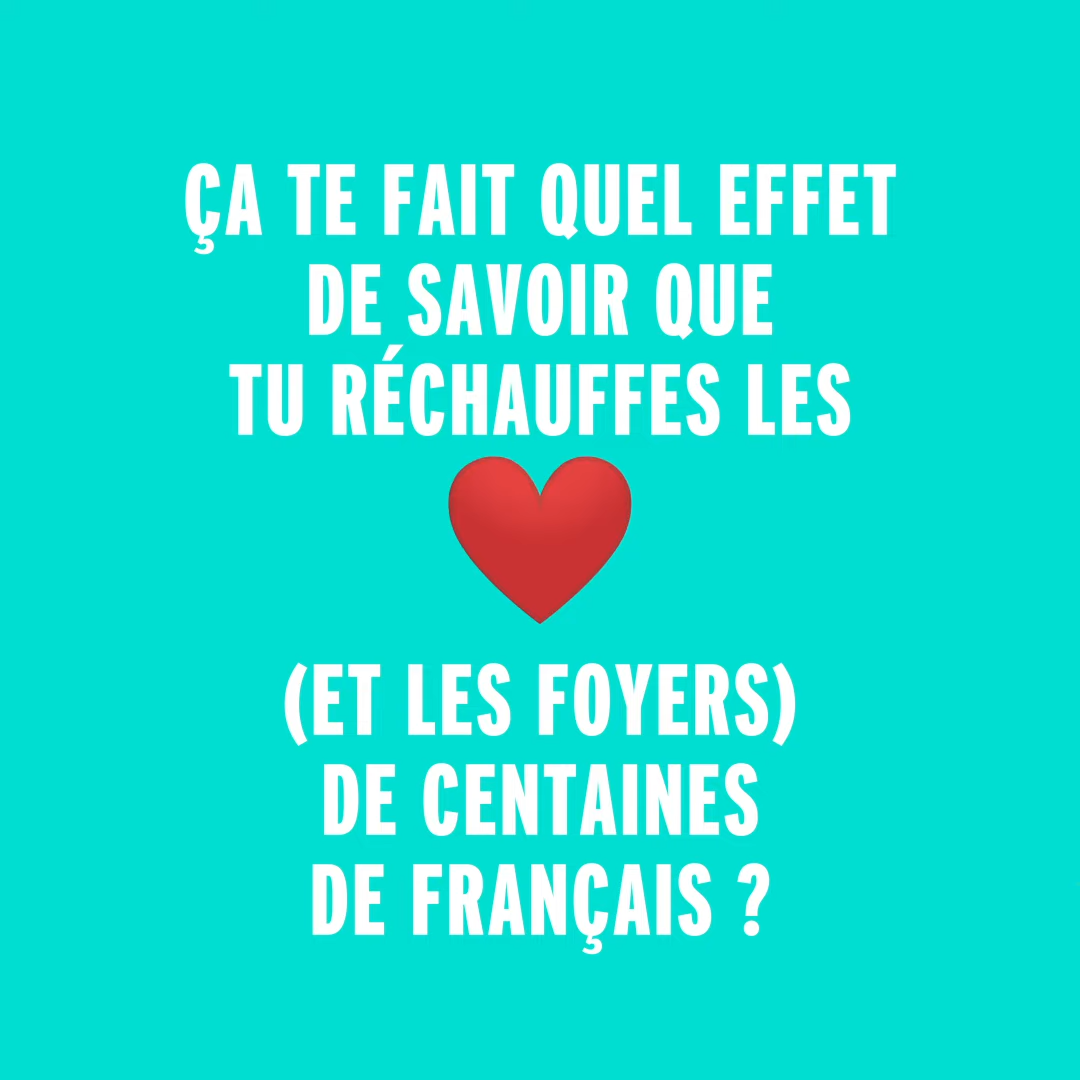 ÇA TE FAIT QUEL EFFET
DE SAVOIR QUE
TU RÉCHAUFFES LES
(ET LES FOYERS)
DE CENTAINES
DE FRANÇAIS ?